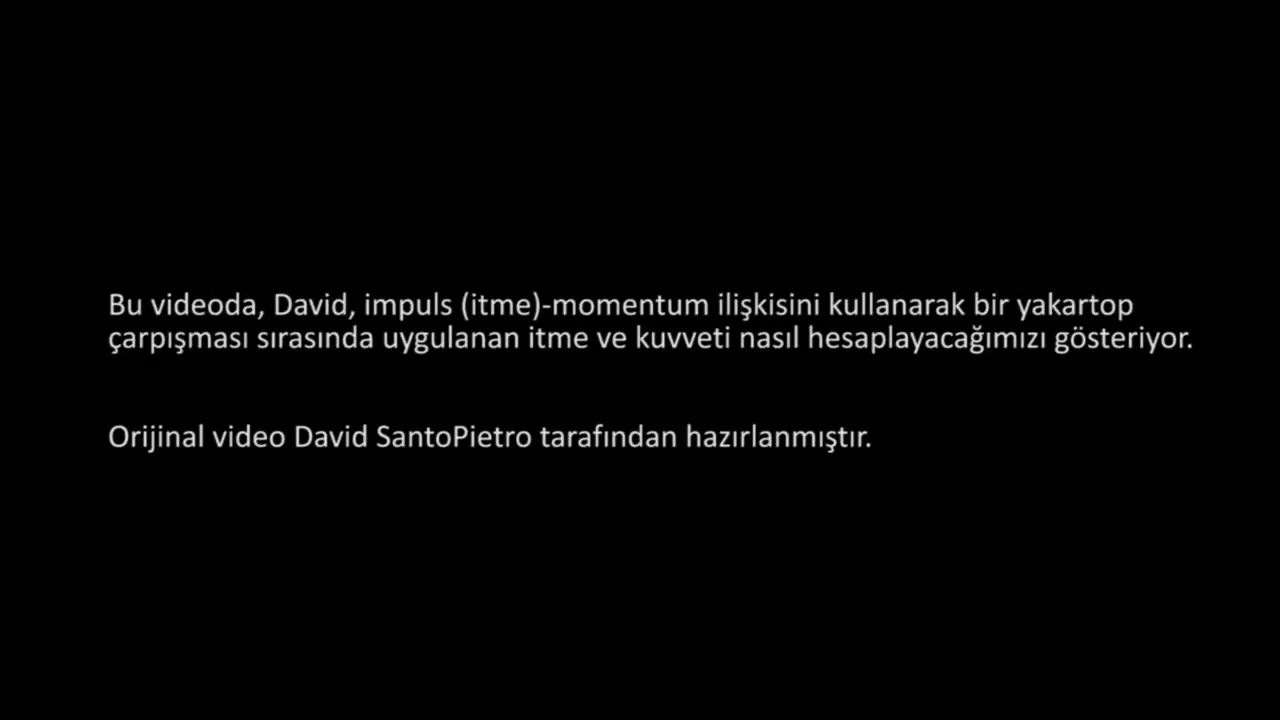 Bu videoda, David, impuls (itme)-momentum ilişkisini kullanarak bir yakartop
çarpışması sırasında uygulanan itme ve kuvveti nasıl hesaplayacağımızı gösteriyor.
Orijinal video David SantoPietro tarafından hazırlanmıştır.